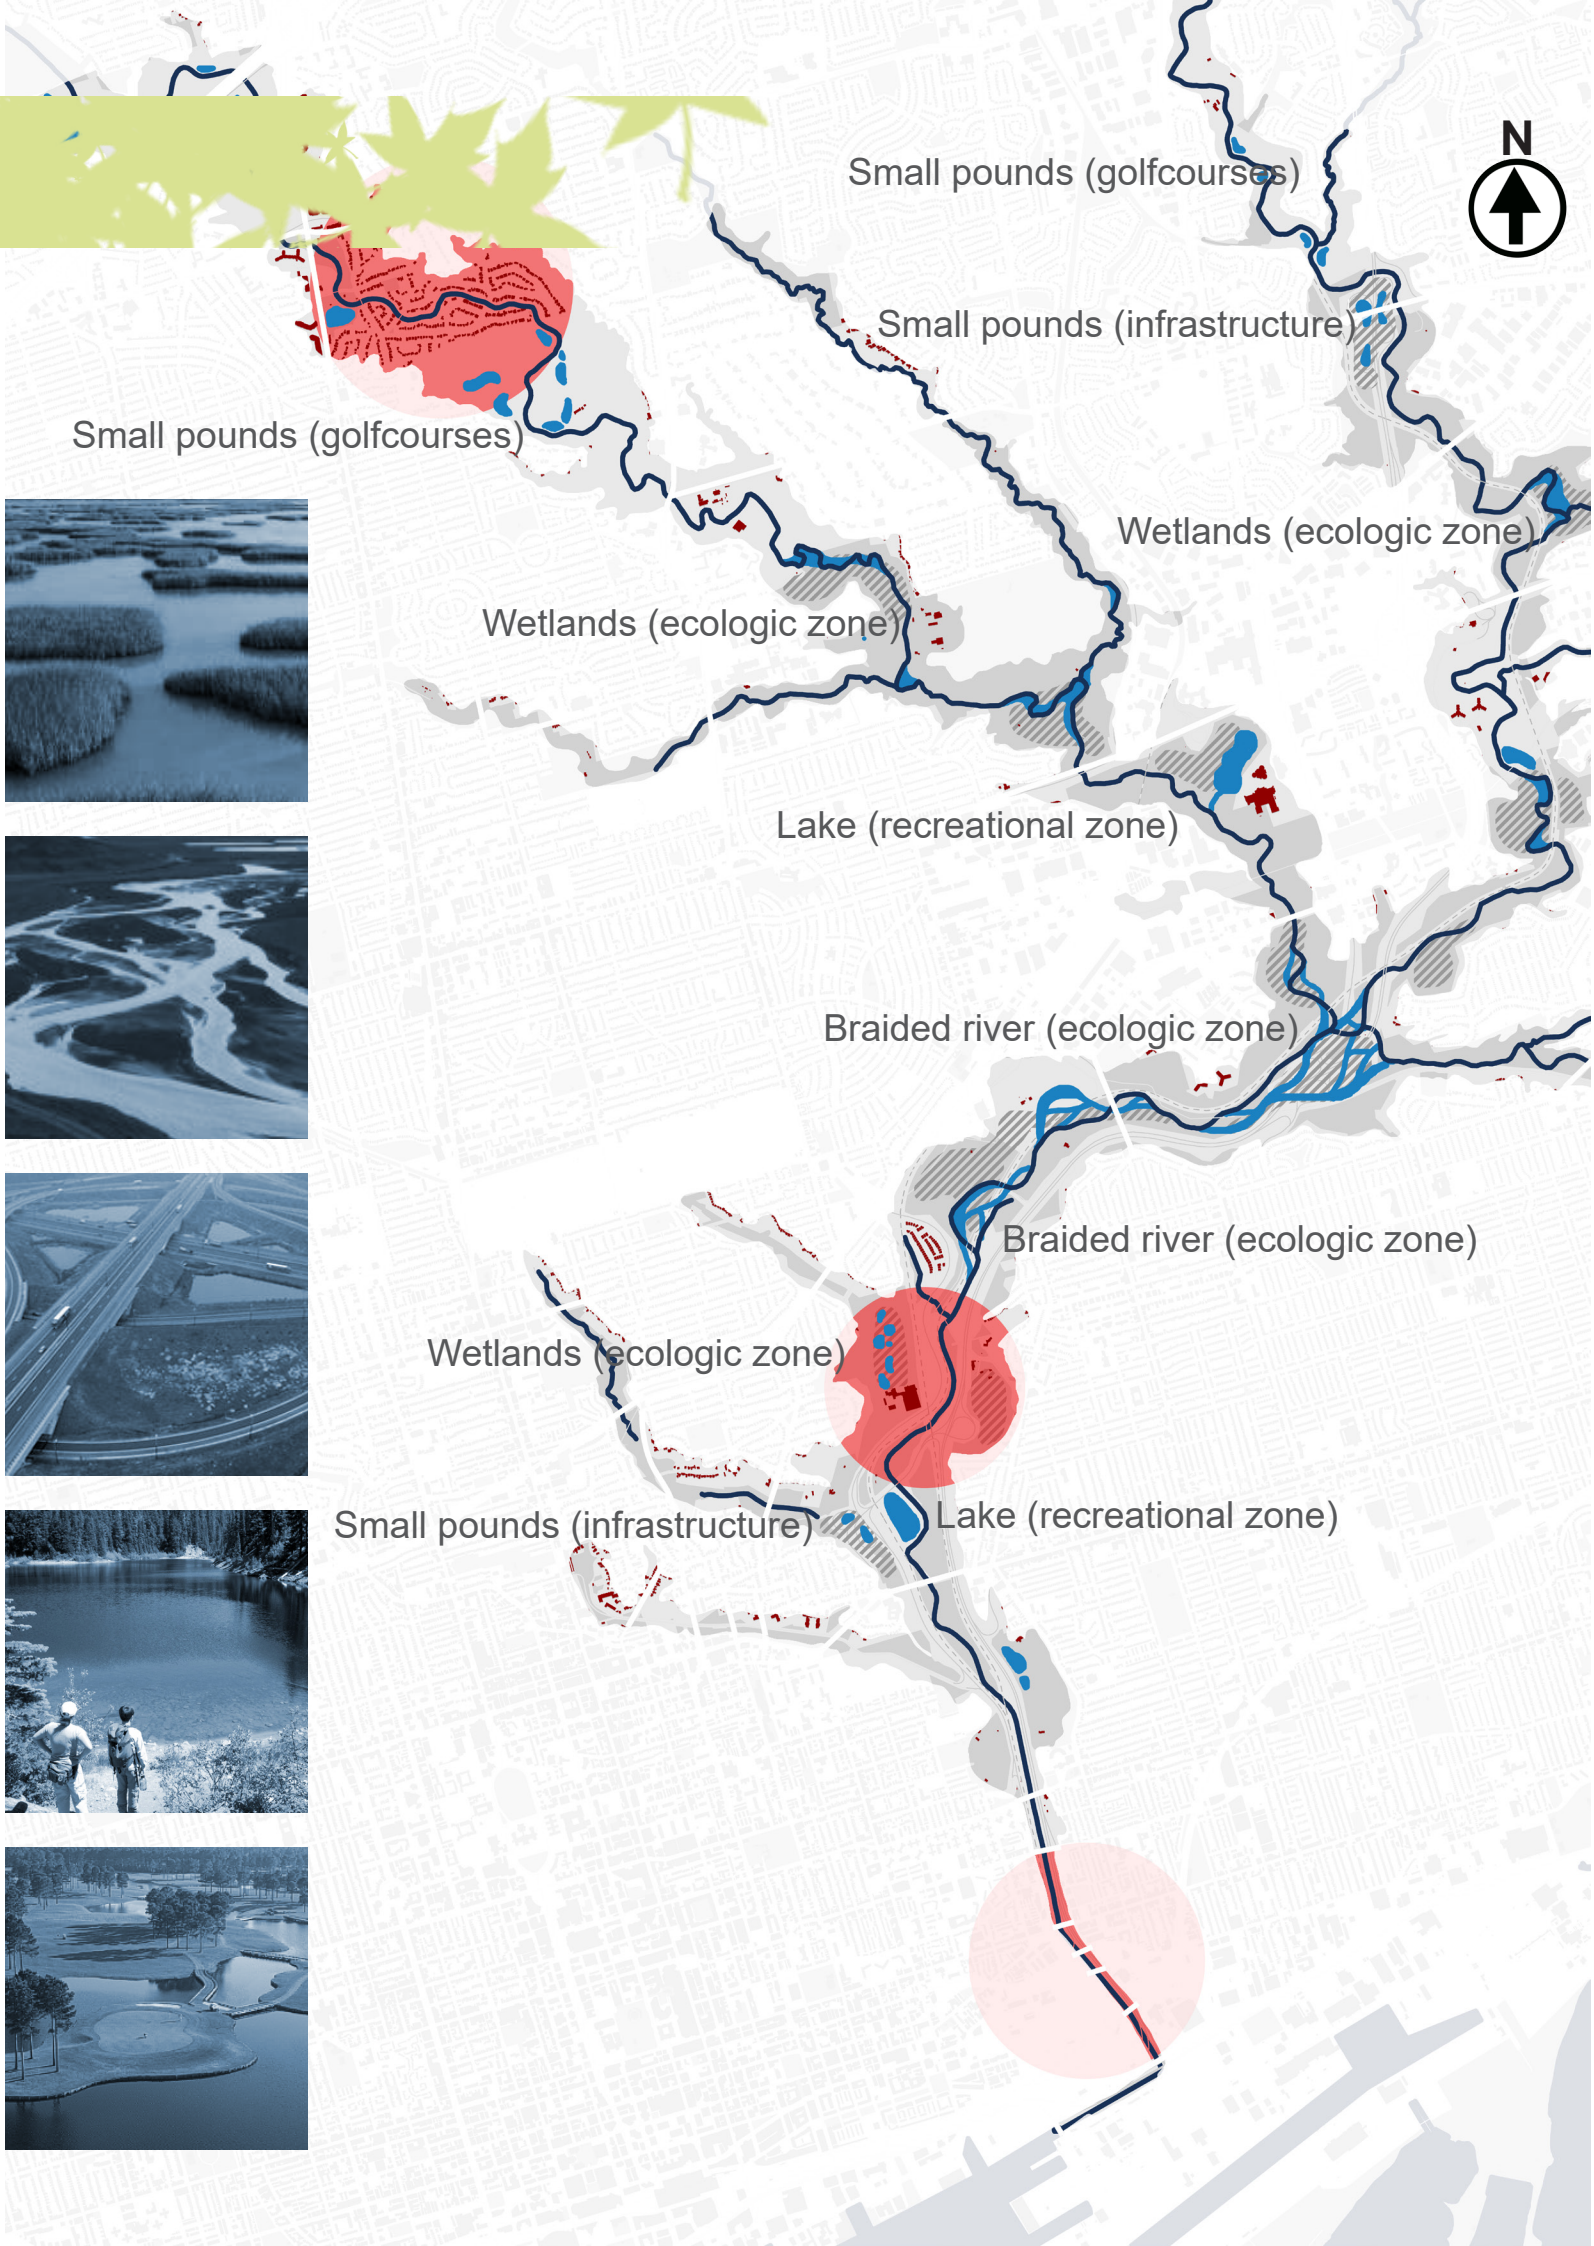 N
Small pounds (golfcourses)
Small pounds (infrastructure)
Small pounds (golfcourses)
Wetlands (ecologic zone)
Wetlands (ecologic zone)
Lake (recreational zone)
Braided river (ecologic zone)
Braided river (ecologic zone)
Wetlands (ecologic zone)
Lake (recreational zone)
Small pounds (infrastructure)